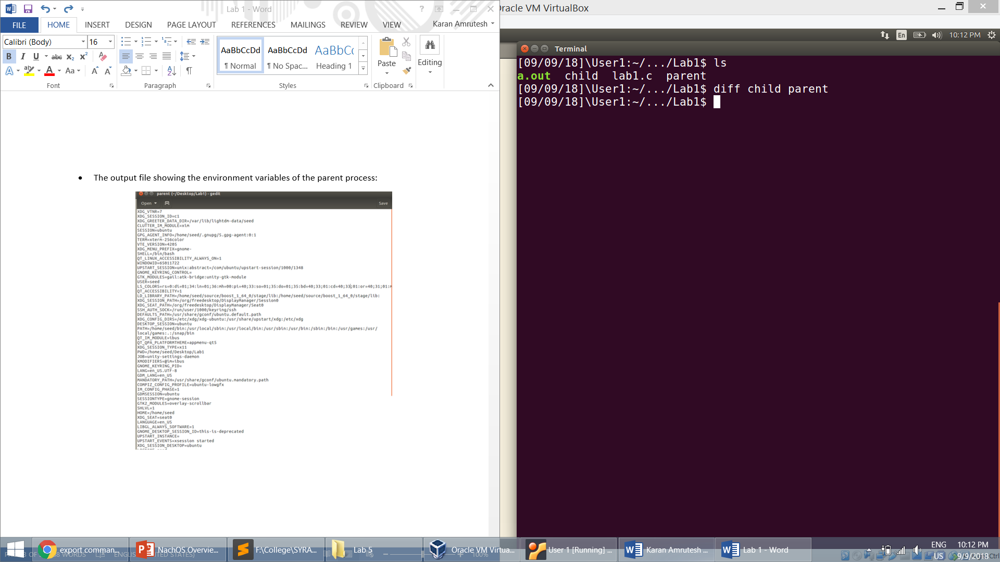 Lab 1 - Word
FILE HOME INSERT DESIGN PAGE LAYOUT REFERENCES MAILINGS REVIEW VIEW Karan Amrutesh
Calibri (Body) 16
B I U abc X₂ X²
A ab A Aa A A
AaBbCcDd AaBbCcDd AaBbCc
¶ Normal ¶ No Spac... Heading 1
Paste Editing
Font Paragraph Styles Clipboard
• The output file showing the environment variables of the parent process:
parent (~/Desktop/Lab1) - gedit
Open Save
XDG_VTNR=7
XDG_SESSION_ID=c1
XDG_GREETER_DATA_DIR=/var/lib/lightdm-data/seed
CLUTTER_IM_MODULE=xim
SESSION=ubuntu
GPG_AGENT_INFO=/home/seed/.gnupg/S.gpg-agent:0:1
TERM=xterm-256color
VTE_VERSION=4205
XDG_MENU_PREFIX=gnome-
SHELL=/bin/bash
QT_LINUX_ACCESSIBILITY_ALWAYS_ON=1
WINDOWID=65011722
UPSTART_SESSION=unix:abstract=/com/ubuntu/upstart-session/1000/1348
GNOME_KEYRING_CONTROL=
GTK_MODULES=gail:atk-bridge:unity-gtk-module
USER=seed
LS_COLORS=rs=0:di=01;34:ln=01;36:mh=00:pi=40;33:so=01;35:do=01;35:bd=40;33;01:cd=40;33;01:or=40;31;01:
QT_ACCESSIBILITY=1
LD_LIBRARY_PATH=/home/seed/source/boost_1_64_0/stage/lib:/home/seed/source/boost_1_64_0/stage/lib:
XDG_SESSION_PATH=/org/freedesktop/DisplayManager/Session0
XDG_SEAT_PATH=/org/freedesktop/DisplayManager/Seat0
SSH_AUTH_SOCK=/run/user/1000/keyring/ssh
DEFAULTS_PATH=/usr/share/gconf/ubuntu.default.path
XDG_CONFIG_DIRS=/etc/xdg/xdg-ubuntu:/usr/share/upstart/xdg:/etc/xdg
DESKTOP_SESSION=ubuntu
PATH=/home/seed/bin:/usr/local/sbin:/usr/local/bin:/usr/sbin:/usr/bin:/sbin:/bin:/usr/games:/usr/
local/games:.:/snap/bin
QT_IM_MODULE=ibus
QT_QPA_PLATFORMTHEME=appmenu-qt5
XDG_SESSION_TYPE=x11
PWD=/home/seed/Desktop/Lab1
JOB=unity-settings-daemon
XMODIFIERS=@im=ibus
GNOME_KEYRING_PID=
LANG=en_US.UTF-8
GDM_LANG=en_US
MANDATORY_PATH=/usr/share/gconf/ubuntu.mandatory.path
COMPIZ_CONFIG_PROFILE=ubuntu-lowgfx
IM_CONFIG_PHASE=1
GDMSESSION=ubuntu
SESSIONTYPE=gnome-session
GTK2_MODULES=overlay-scrollbar
SHLVL=1
HOME=/home/seed
XDG_SEAT=seat0
LANGUAGE=en_US
LIBGL_ALWAYS_SOFTWARE=1
GNOME_DESKTOP_SESSION_ID=this-is-deprecated
UPSTART_INSTANCE=
UPSTART_EVENTS=xsession started
XDG_SESSION_DESKTOP=ubuntu
Oracle VM VirtualBox
En 10:12 PM
Terminal
[09/09/18]\User1:~/.../Lab1$ ls
a.out child lab1.c parent
[09/09/18]\User1:~/.../Lab1$ diff child parent
[09/09/18]\User1:~/.../Lab1$
export comman... NachOS Overvie... F:\College\SYRA... Lab 5 Oracle VM Virtua... User 1 [Running] ... Karan Amrutesh ... Lab 1 - Word
ENG 10:12 PM
US 9/9/2018
WORDS 100% Ctrl